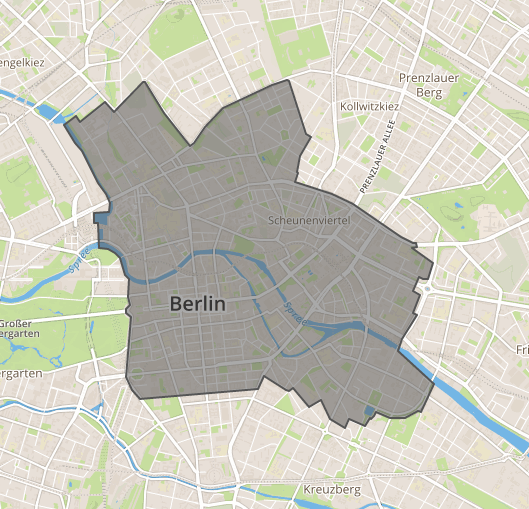 engelkiez
Prenzlauer
Berg
Kollwitzkiez
PRENZLAUER ALLEE
Scheunenviertel
Spree
Berlin
Spree
Großer
ergarten
ergarten
Fri
Kreuzberg